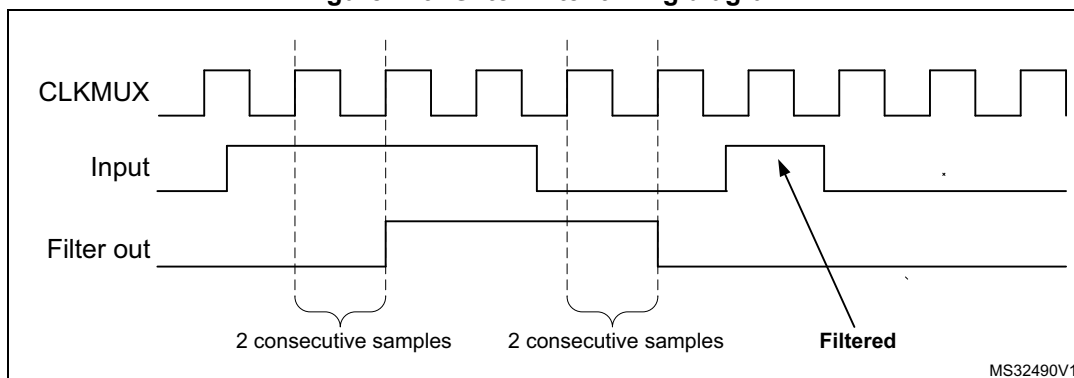 CLKMUX
Input
Filter out
2 consecutive samples
2 consecutive samples
Filtered
MS32490V1